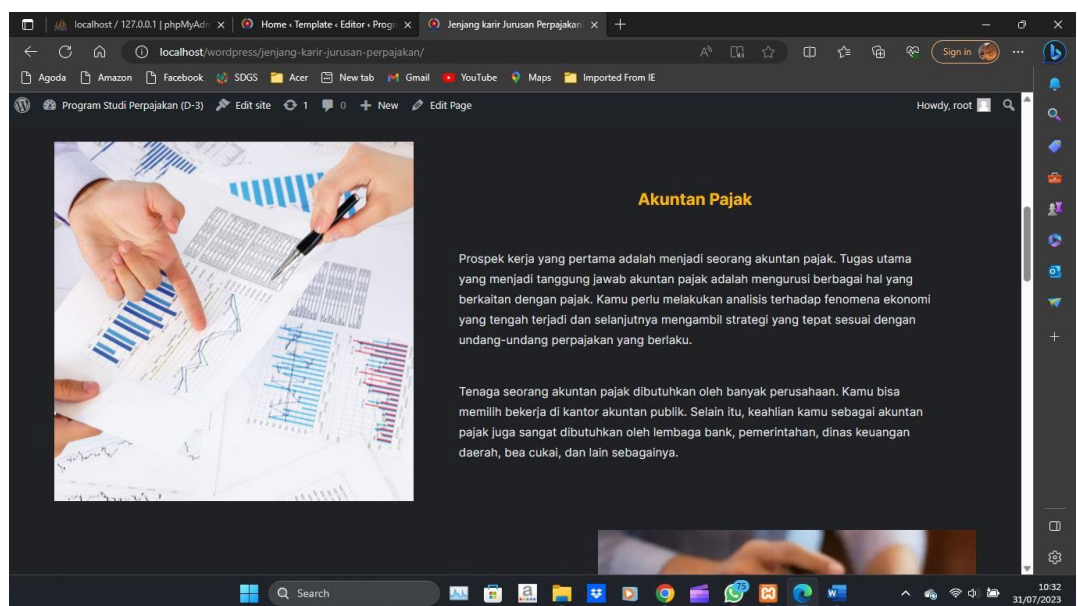 localhost / 127.0.0.1 | phpMyAdn
Home ‹ Template ‹ Editor ‹ Progr
Jenjang karir Jurusan Perpajakan
localhost/wordpress/jenjang-karir-jurusan-perpajakan/
Sign in
Agoda Amazon Facebook SDGS Acer New tab Gmail YouTube Maps Imported From IE
Program Studi Perpajakan (D-3) Edit site 1 0 + New Edit Page Howdy, root
Akuntan Pajak
Prospek kerja yang pertama adalah menjadi seorang akuntan pajak. Tugas utama
yang menjadi tanggung jawab akuntan pajak adalah mengurusi berbagai hal yang
berkaitan dengan pajak. Kamu perlu melakukan analisis terhadap fenomena ekonomi
yang tengah terjadi dan selanjutnya mengambil strategi yang tepat sesuai dengan
undang-undang perpajakan yang berlaku.
Tenaga seorang akuntan pajak dibutuhkan oleh banyak perusahaan. Kamu bisa
memilih bekerja di kantor akuntan publik. Selain itu, keahlian kamu sebagai akuntan
pajak juga sangat dibutuhkan oleh lembaga bank, pemerintahan, dinas keuangan
daerah, bea cukai, dan lain sebagainya.
Search
75
10:32
31/07/2023